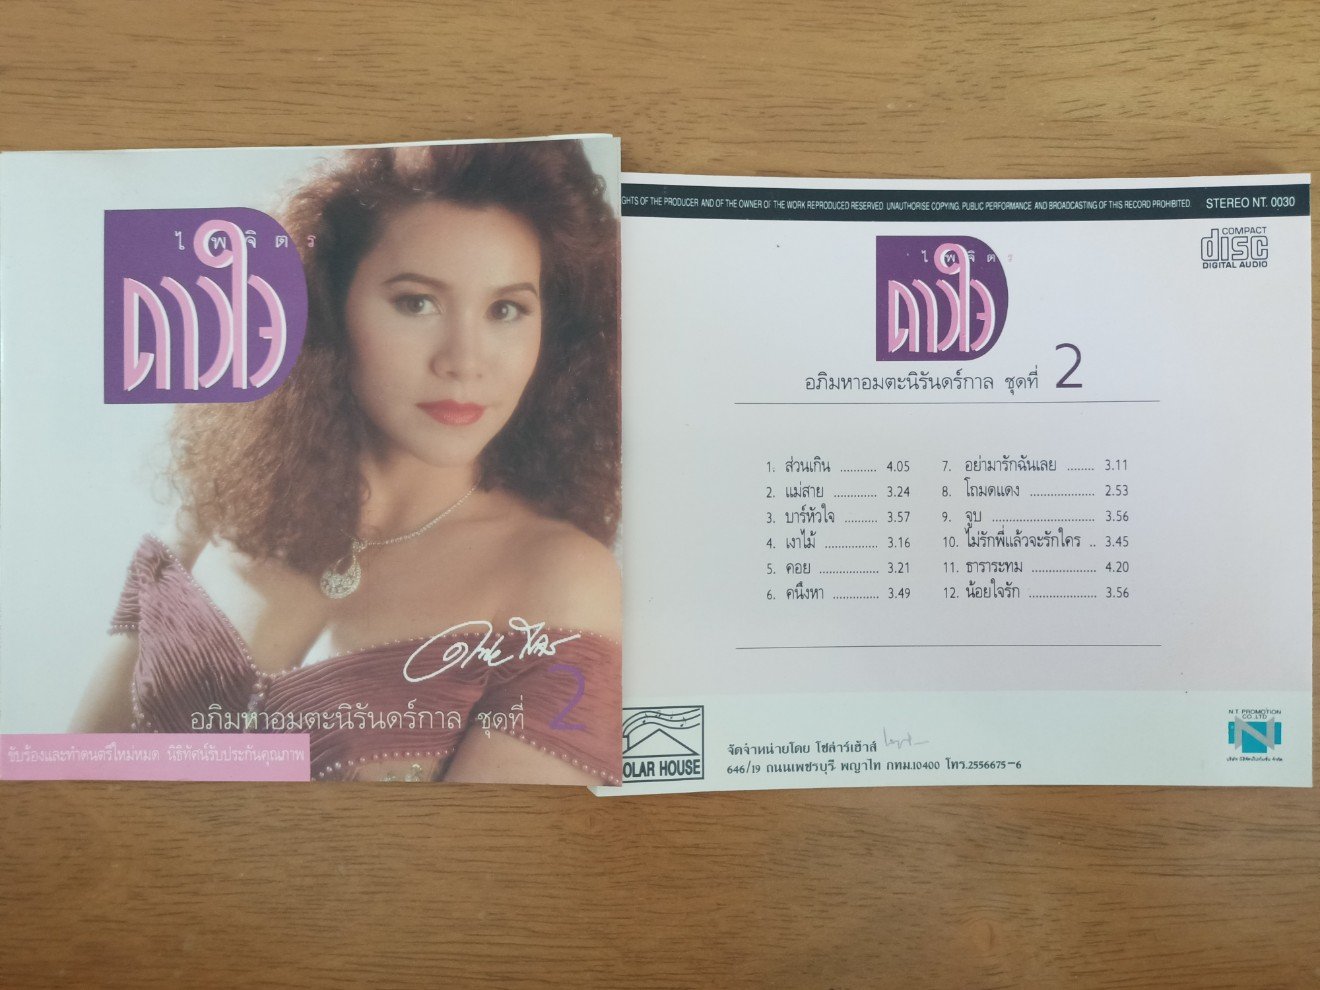 ไพจิตร
ดวงใจ
2
อภิมหาอมตะนิรันดร์กาล ชุดที่
ขับร้องและทำดนตรีใหม่หมด นิธิทัศน์รับประกันคุณภาพ
GHTS OF THE PRODUCER AND OF THE OWNER OF THE WORK REPRODUCED RESERVED. UNAUTHORISE COPYING, PUBLIC PERFORMANCE AND BROADCASTING OF THIS RECORD PROHIBITED STEREO NT. 0030
COMPACT
disc
DIGITAL AUDIO
ไพจิตร
ดวงใจ
อภิมหาอมตะนิรันดร์กาล ชุดที่ 2
1. ส่วนเกิน ........... 4.05
2. แม่สาย ............. 3.24
3. บาร์หัวใจ .......... 3.57
4. เงาไม้ ................ 3.16
5. คอย .................. 3.21
6. คนึงหา .............. 3.49
7. อย่ามารักฉันเลย ........ 3.11
8. โถมดแดง ................... 2.53
9. จูบ .............................. 3.56
10. ไม่รักพี่แล้วจะรักใคร .. 3.45
11. ธาราระทม ................... 4.20
12. น้อยใจรัก .................... 3.56
OLAR HOUSE
จัดจำหน่ายโดย โซล่าร์เฮ้าส์
646/19 ถนนเพชรบุรี พญาไท กทม.10400 โทร.2556675-6
N.T. PROMOTION
CO.,LTD